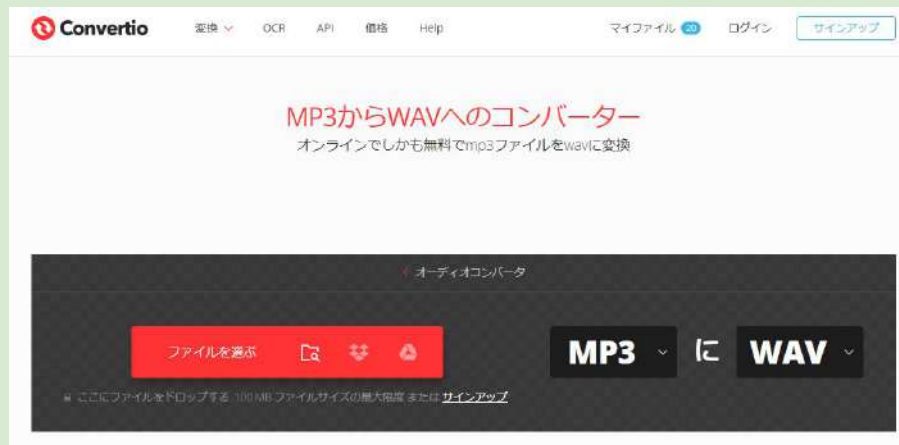 Convertio 変換 OCR API 価格 Help マイファイル 20 ログイン サインアップ
MP3からWAVへのコンバーター
オンラインでしかも無料でmp3ファイルをwavに変換
オーディオコンバータ
ファイルを選ぶ MP3 に WAV
ここにファイルをドロップする. 100 MB ファイルサイズの最大限度 または サインアップ